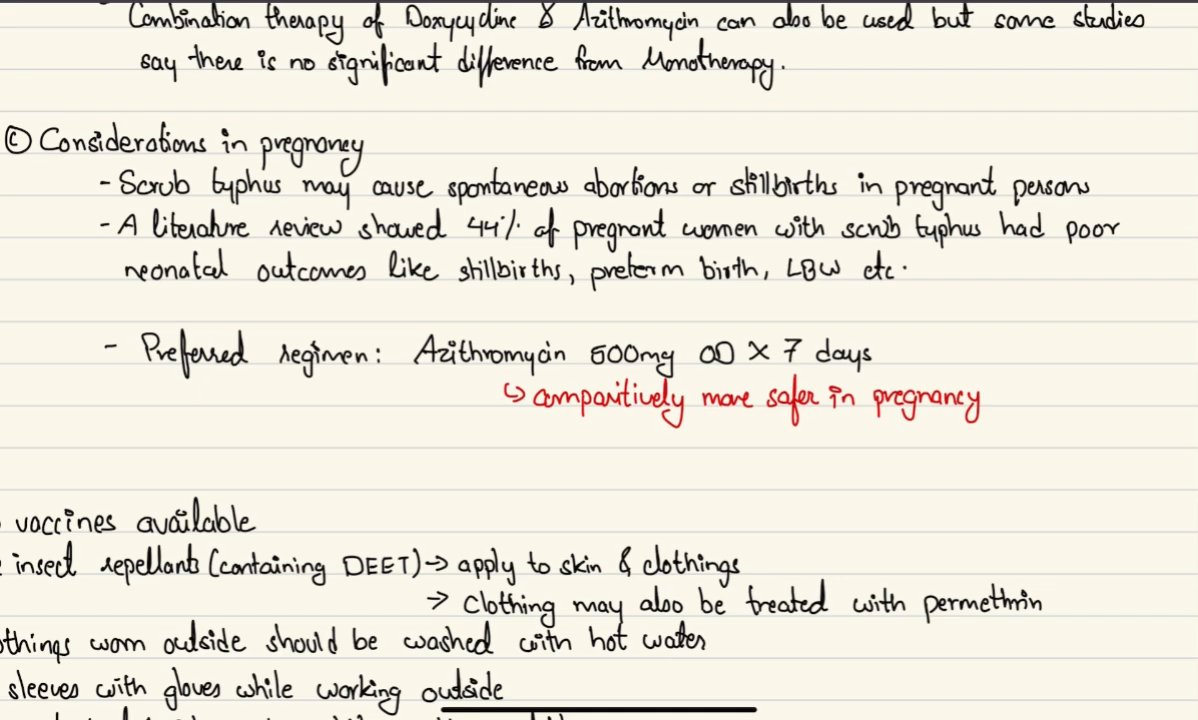 Combination therapy of Doxycycline & Azithromycin can also be used but some studies
say there is no significant difference from Monotherapy.
© Considerations in pregnancy
- Scrub typhus may cause spontaneous abortions or stillbirths in pregnant persons
- A literature review showed 44% of pregnant women with scrub typhus had poor
neonatal outcomes like stillbirths, preterm birth, LBW etc.
- Preferred regimen: Azithromycin 500mg OD X 7 days
↳ comparitively more safer in pregnancy
vaccines available
insect repellants (containing DEET) → apply to skin & clothings
→ Clothing may also be treated with permethrin
othings worn outside should be washed with hot water
sleeves with gloves while working outside